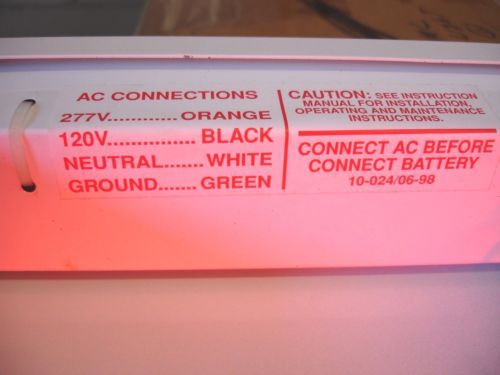 AC CONNECTIONS
277V............ORANGE
120V................ BLACK
NEUTRAL.......WHITE
GROUND....... GREEN
CAUTION: SEE INSTRUCTION
MANUAL FOR INSTALLATION,
OPERATING AND MAINTENANCE
INSTRUCTIONS.
CONNECT AC BEFORE
CONNECT BATTERY
10-024/06-98